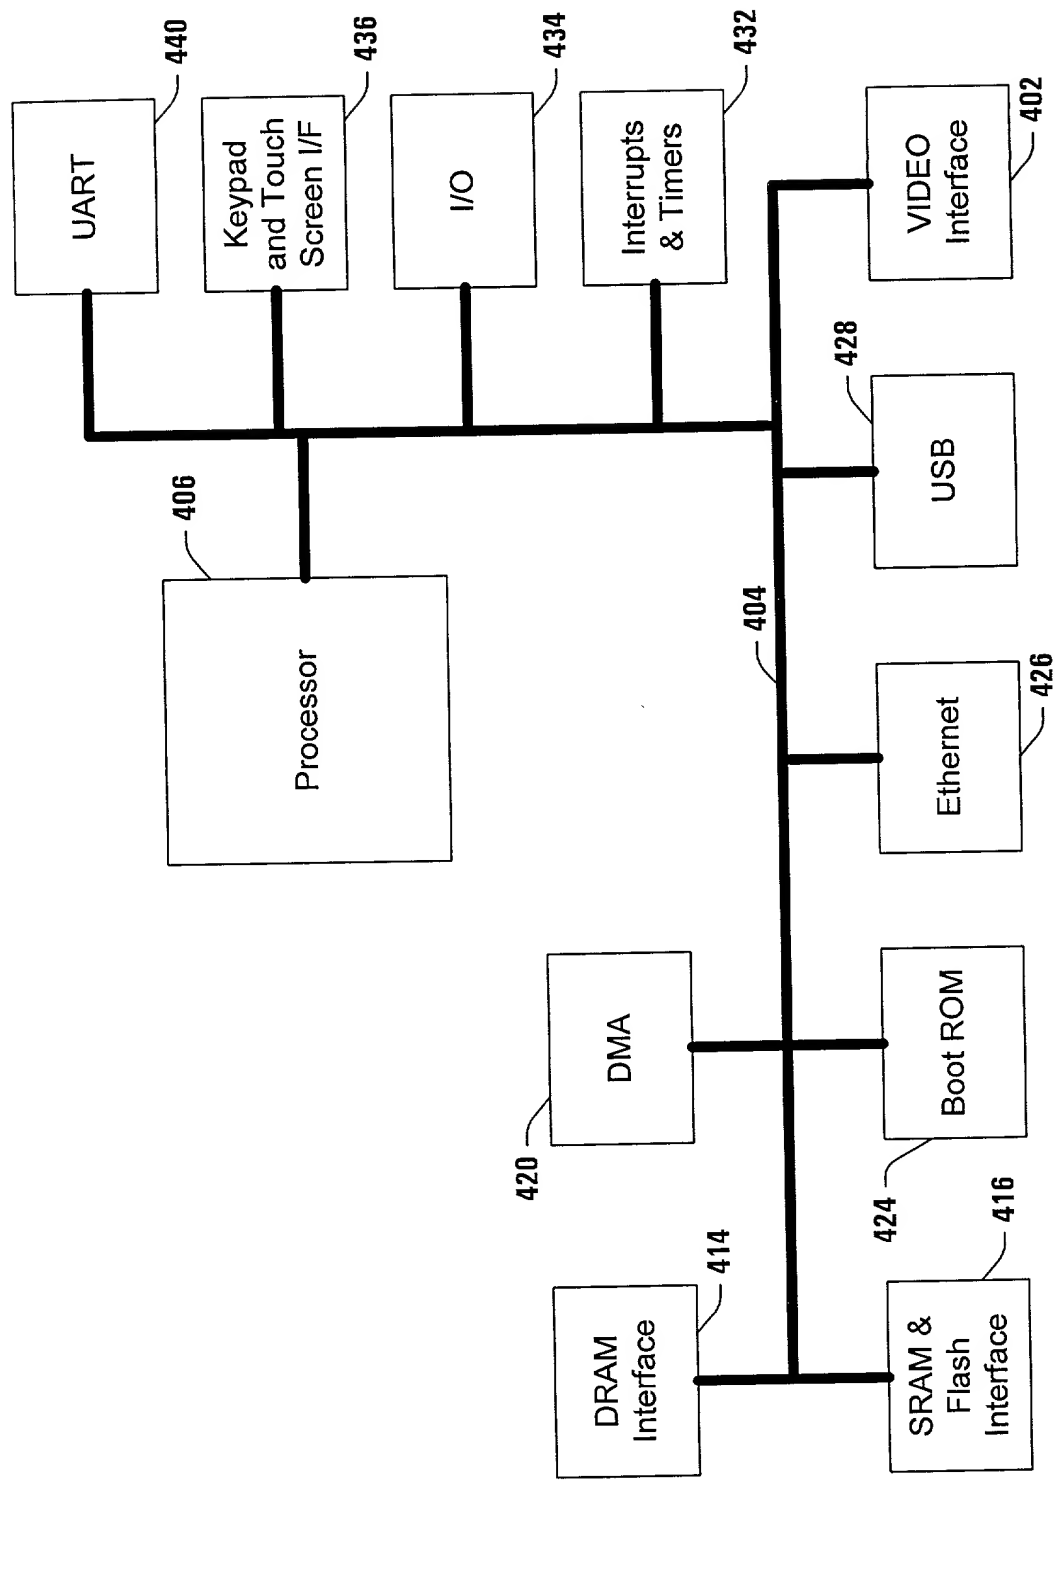 DRAM
Interface
414
SRAM &
Flash
Interface
416
DMA
420
Boot ROM
424
Ethernet
426
404
Processor
406
USB
428
VIDEO
Interface
402
UART
440
Keypad
and Touch
Screen I/F
436
I/O
434
Interrupts
& Timers
432